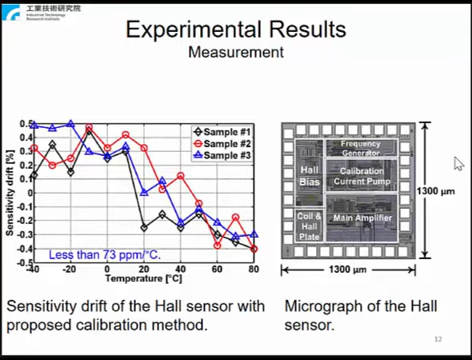 工業技術研究院
Industrial Technology
Research Institute
Experimental Results
Measurement
0.5
0.4
0.3
0.2
0.1
0
-0.1
-0.2
-0.3
-0.4
-0.5
Sensitivity drift [%]
Sample #1
Sample #2
Sample #3
Less than 73 ppm/°C.
-40 -20 0 20 40 60 80
Temperature [°C]
Frequency
Generator
Hall
Bias
Calibration
Current Pump
Coil &
Hall
Plate
Main Amplifier
1300 µm
1300 µm
Sensitivity drift of the Hall sensor with
proposed calibration method.
Micrograph of the Hall
sensor.
12